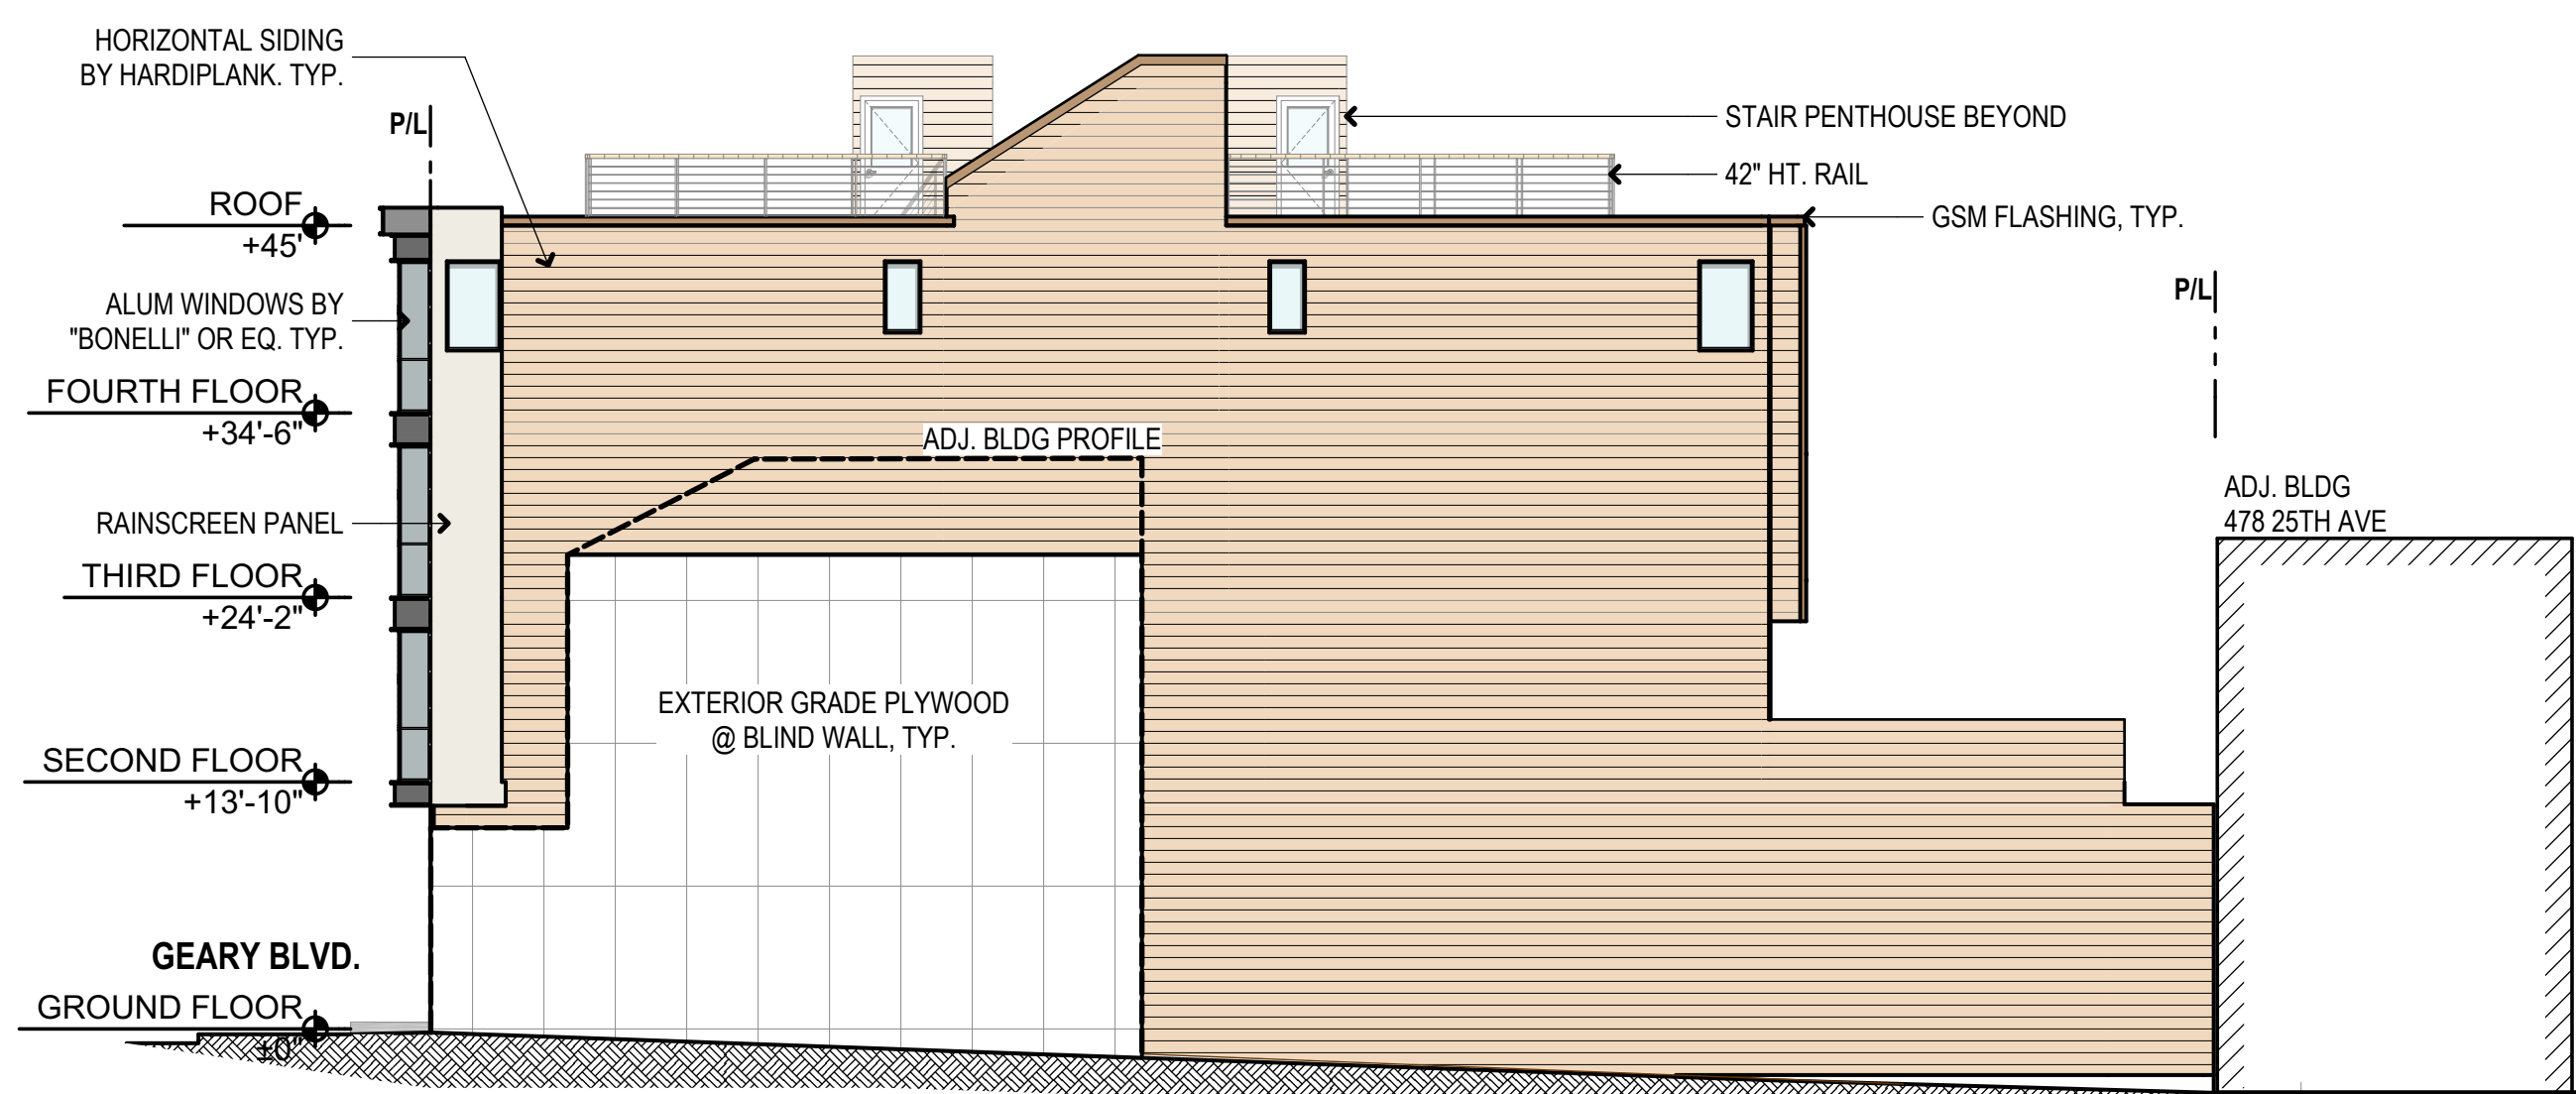 HORIZONTAL SIDING
BY HARDIPLANK. TYP.
P/L
ROOF
+45'
ALUM WINDOWS BY
"BONELLI" OR EQ. TYP.
FOURTH FLOOR
+34'-6"
RAINSCREEN PANEL
THIRD FLOOR
+24'-2"
SECOND FLOOR
+13'-10"
GEARY BLVD.
GROUND FLOOR
±0"
ADJ. BLDG PROFILE
EXTERIOR GRADE PLYWOOD
@ BLIND WALL, TYP.
STAIR PENTHOUSE BEYOND
42" HT. RAIL
GSM FLASHING, TYP.
P/L
ADJ. BLDG
478 25TH AVE